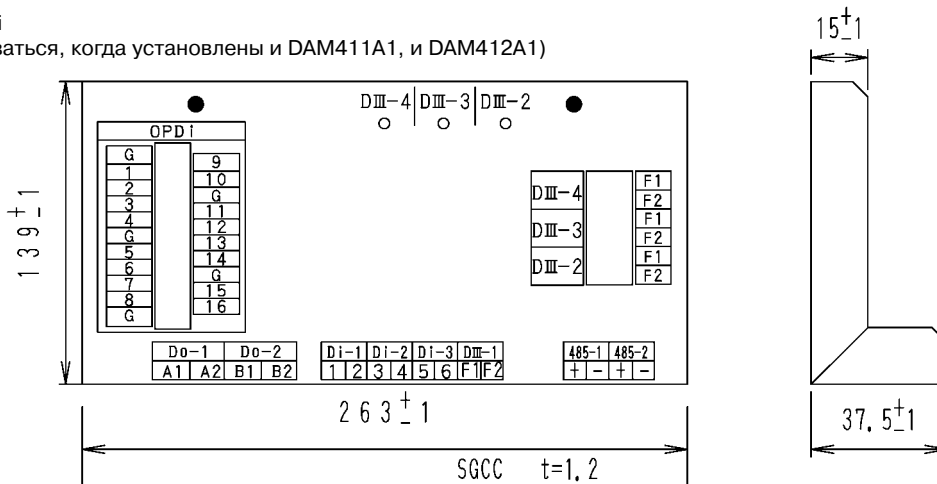 i
ваться, когда установлены и DAM411A1, и DAM412A1)
15±1
DⅢ-4 DⅢ-3 DⅢ-2
OPDi
G
1
2
3
4
G
5
6
7
8
G
9
10
G
11
12
13
14
G
15
16
139±1
DⅢ-4
DⅢ-3
DⅢ-2
F1
F2
F1
F2
F1
F2
Do-1 Do-2
A1 A2 B1 B2
Di-1 Di-2 Di-3 DⅢ-1
1 2 3 4 5 6 F1 F2
485-1 485-2
+ - + -
263±1
37.5±1
SGCC t=1.2